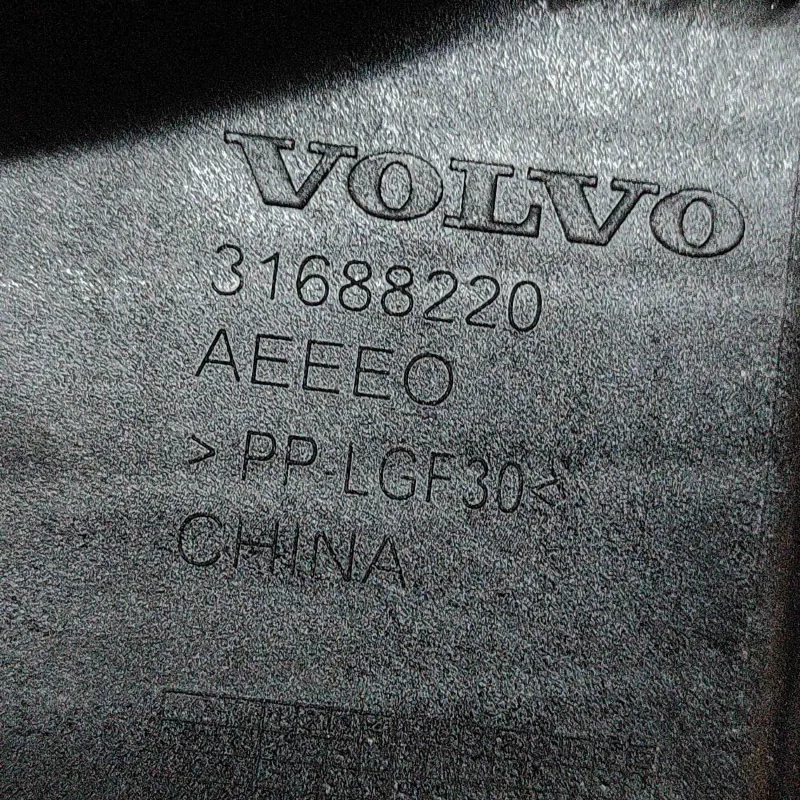 VOLVO
31688220
AEEEO
> PP-LGF30<
CHINA